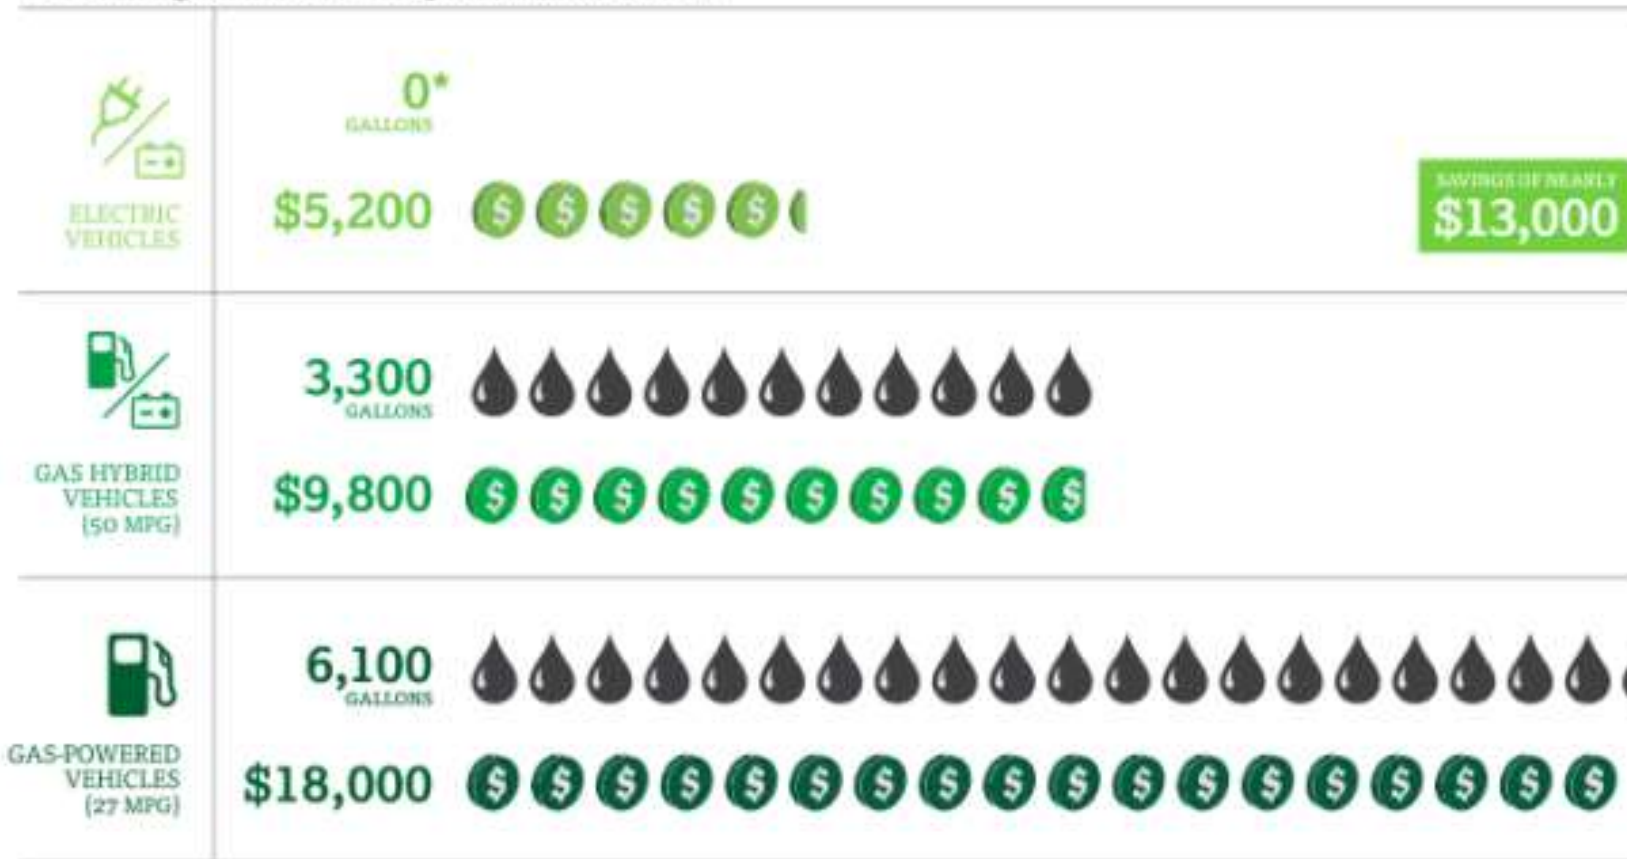 0*
GALLONS
$5,200
ELECTRIC
VEHICLES
SAVINGS OF NEARLY
$13,000
3,300
GALLONS
$9,800
GAS HYBRID
VEHICLES
(50 MPG)
6,100
GALLONS
$18,000
GAS-POWERED
VEHICLES
(27 MPG)